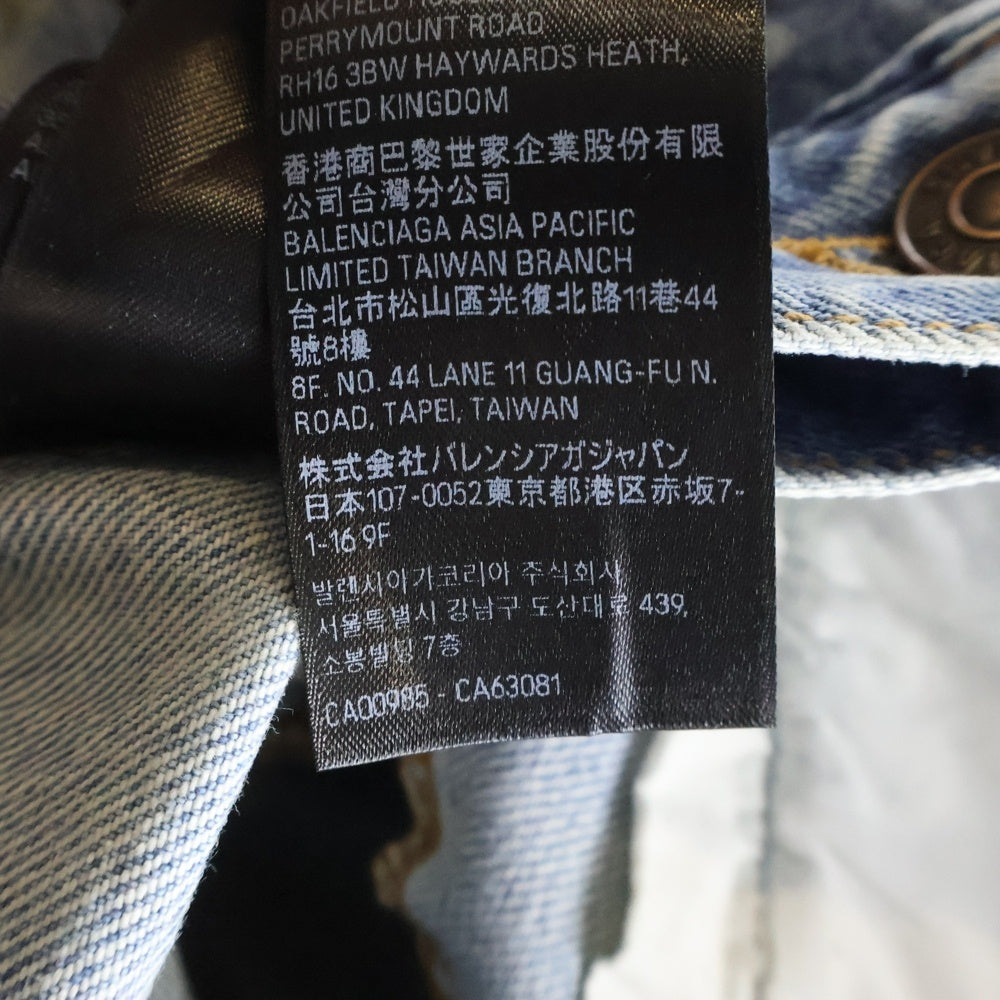 OAKFIELD
PERRYMOUNT ROAD
RH16 3BW HAYWARDS HEATH,
UNITED KINGDOM
香港商巴黎世家企業股份有限
公司台灣分公司
BALENCIAGA ASIA PACIFIC
LIMITED TAIWAN BRANCH
台北市松山區光復北路11巷44
號8樓
8F. NO. 44 LANE 11 GUANG-FU N.
ROAD, TAPEI, TAIWAN
株式会社バレンシアガジャパン
日本107-0052東京都港区赤坂7-
1-16 9F
발렌시아가코리아 주식회사
서울특별시 강남구 도산대로 439,
소봉빌딩 7층
CA00985 - CA63081